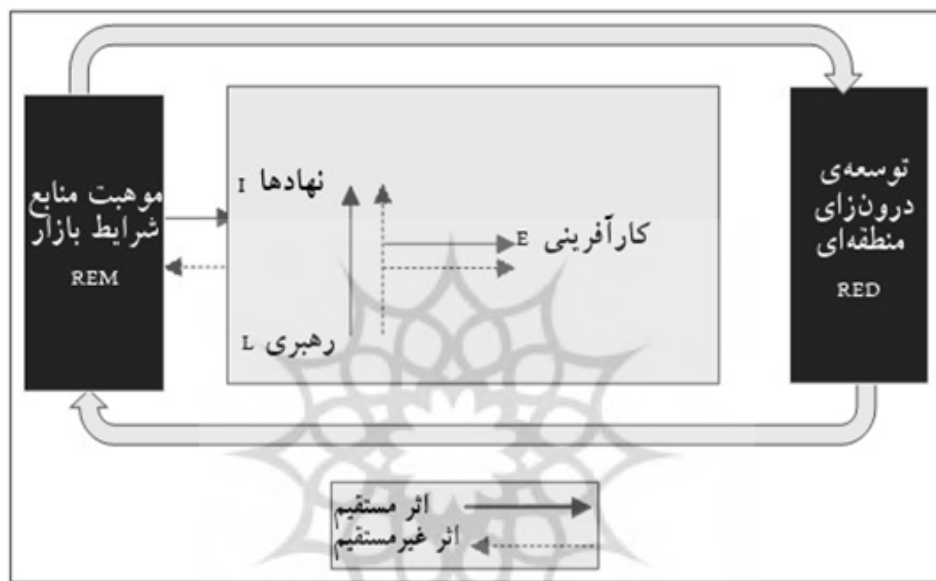 توسعه‌ی
درون‌زای
منطقه‌ای
RED
نهادها I
کارآفرینی E
رهبری L
موهبت منابع
شرایط بازار
REM
اثر مستقیم
اثر غیرمستقیم